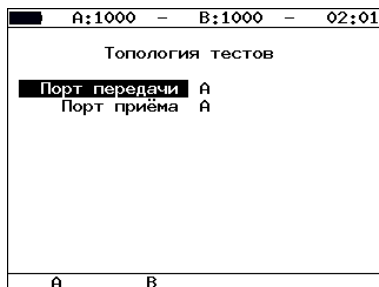 A:1000 – B:1000 – 02:01
Топология тестов
Порт передачи A
Порт приёма A
A B